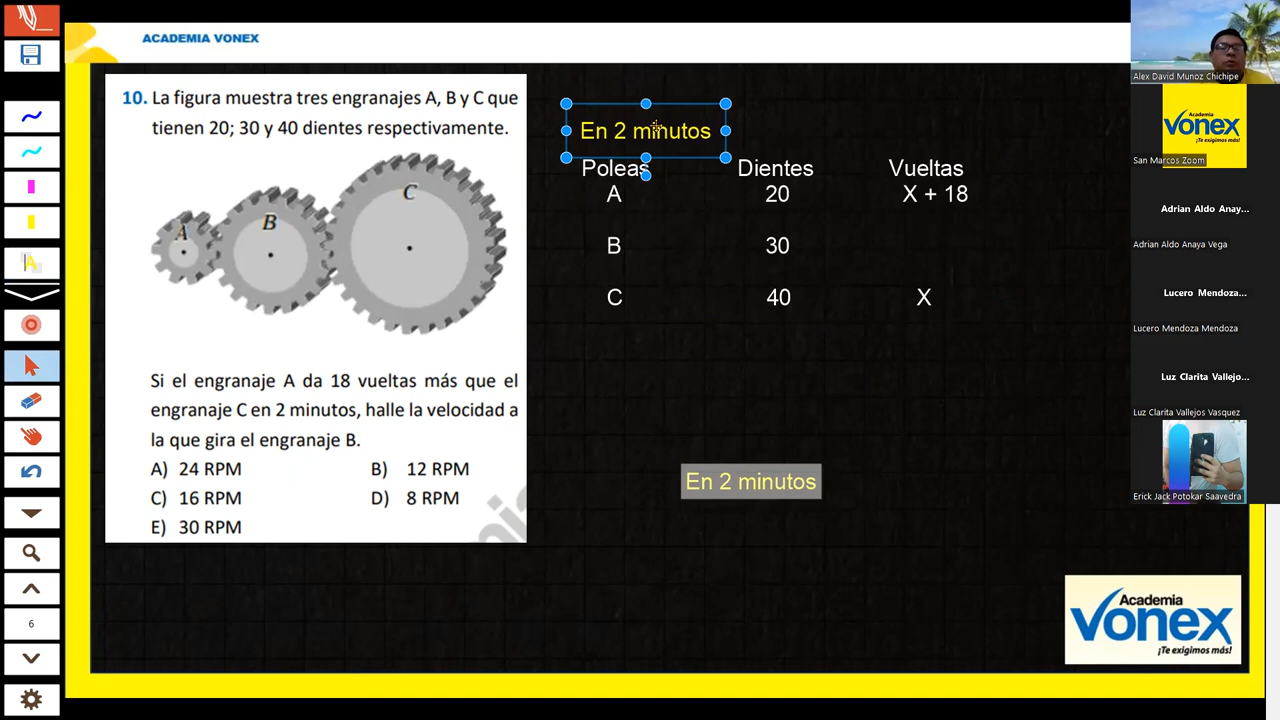 ACADEMIA VONEX
10. La figura muestra tres engranajes A, B y C que
tienen 20; 30 y 40 dientes respectivamente.
A
B
C
Si el engranaje A da 18 vueltas más que el
engranaje C en 2 minutos, halle la velocidad a
la que gira el engranaje B.
A) 24 RPM B) 12 RPM
C) 16 RPM D) 8 RPM
E) 30 RPM
En 2 minutos
Poleas Dientes Vueltas
A 20 X + 18
B 30
C 40 X
En 2 minutos
Academia
Vonex
¡Te exigimos más!
Alex David Munoz Chichipe
Academia
Vonex
¡Te exigimos más!
San Marcos Zoom
Adrian Aldo Anay...
Adrian Aldo Anaya Vega
Lucero Mendoza...
Lucero Mendoza Mendoza
Luz Clarita Vallejo...
Luz Clarita Vallejos Vasquez
Erick Jack Potokar Saavedra
A
6